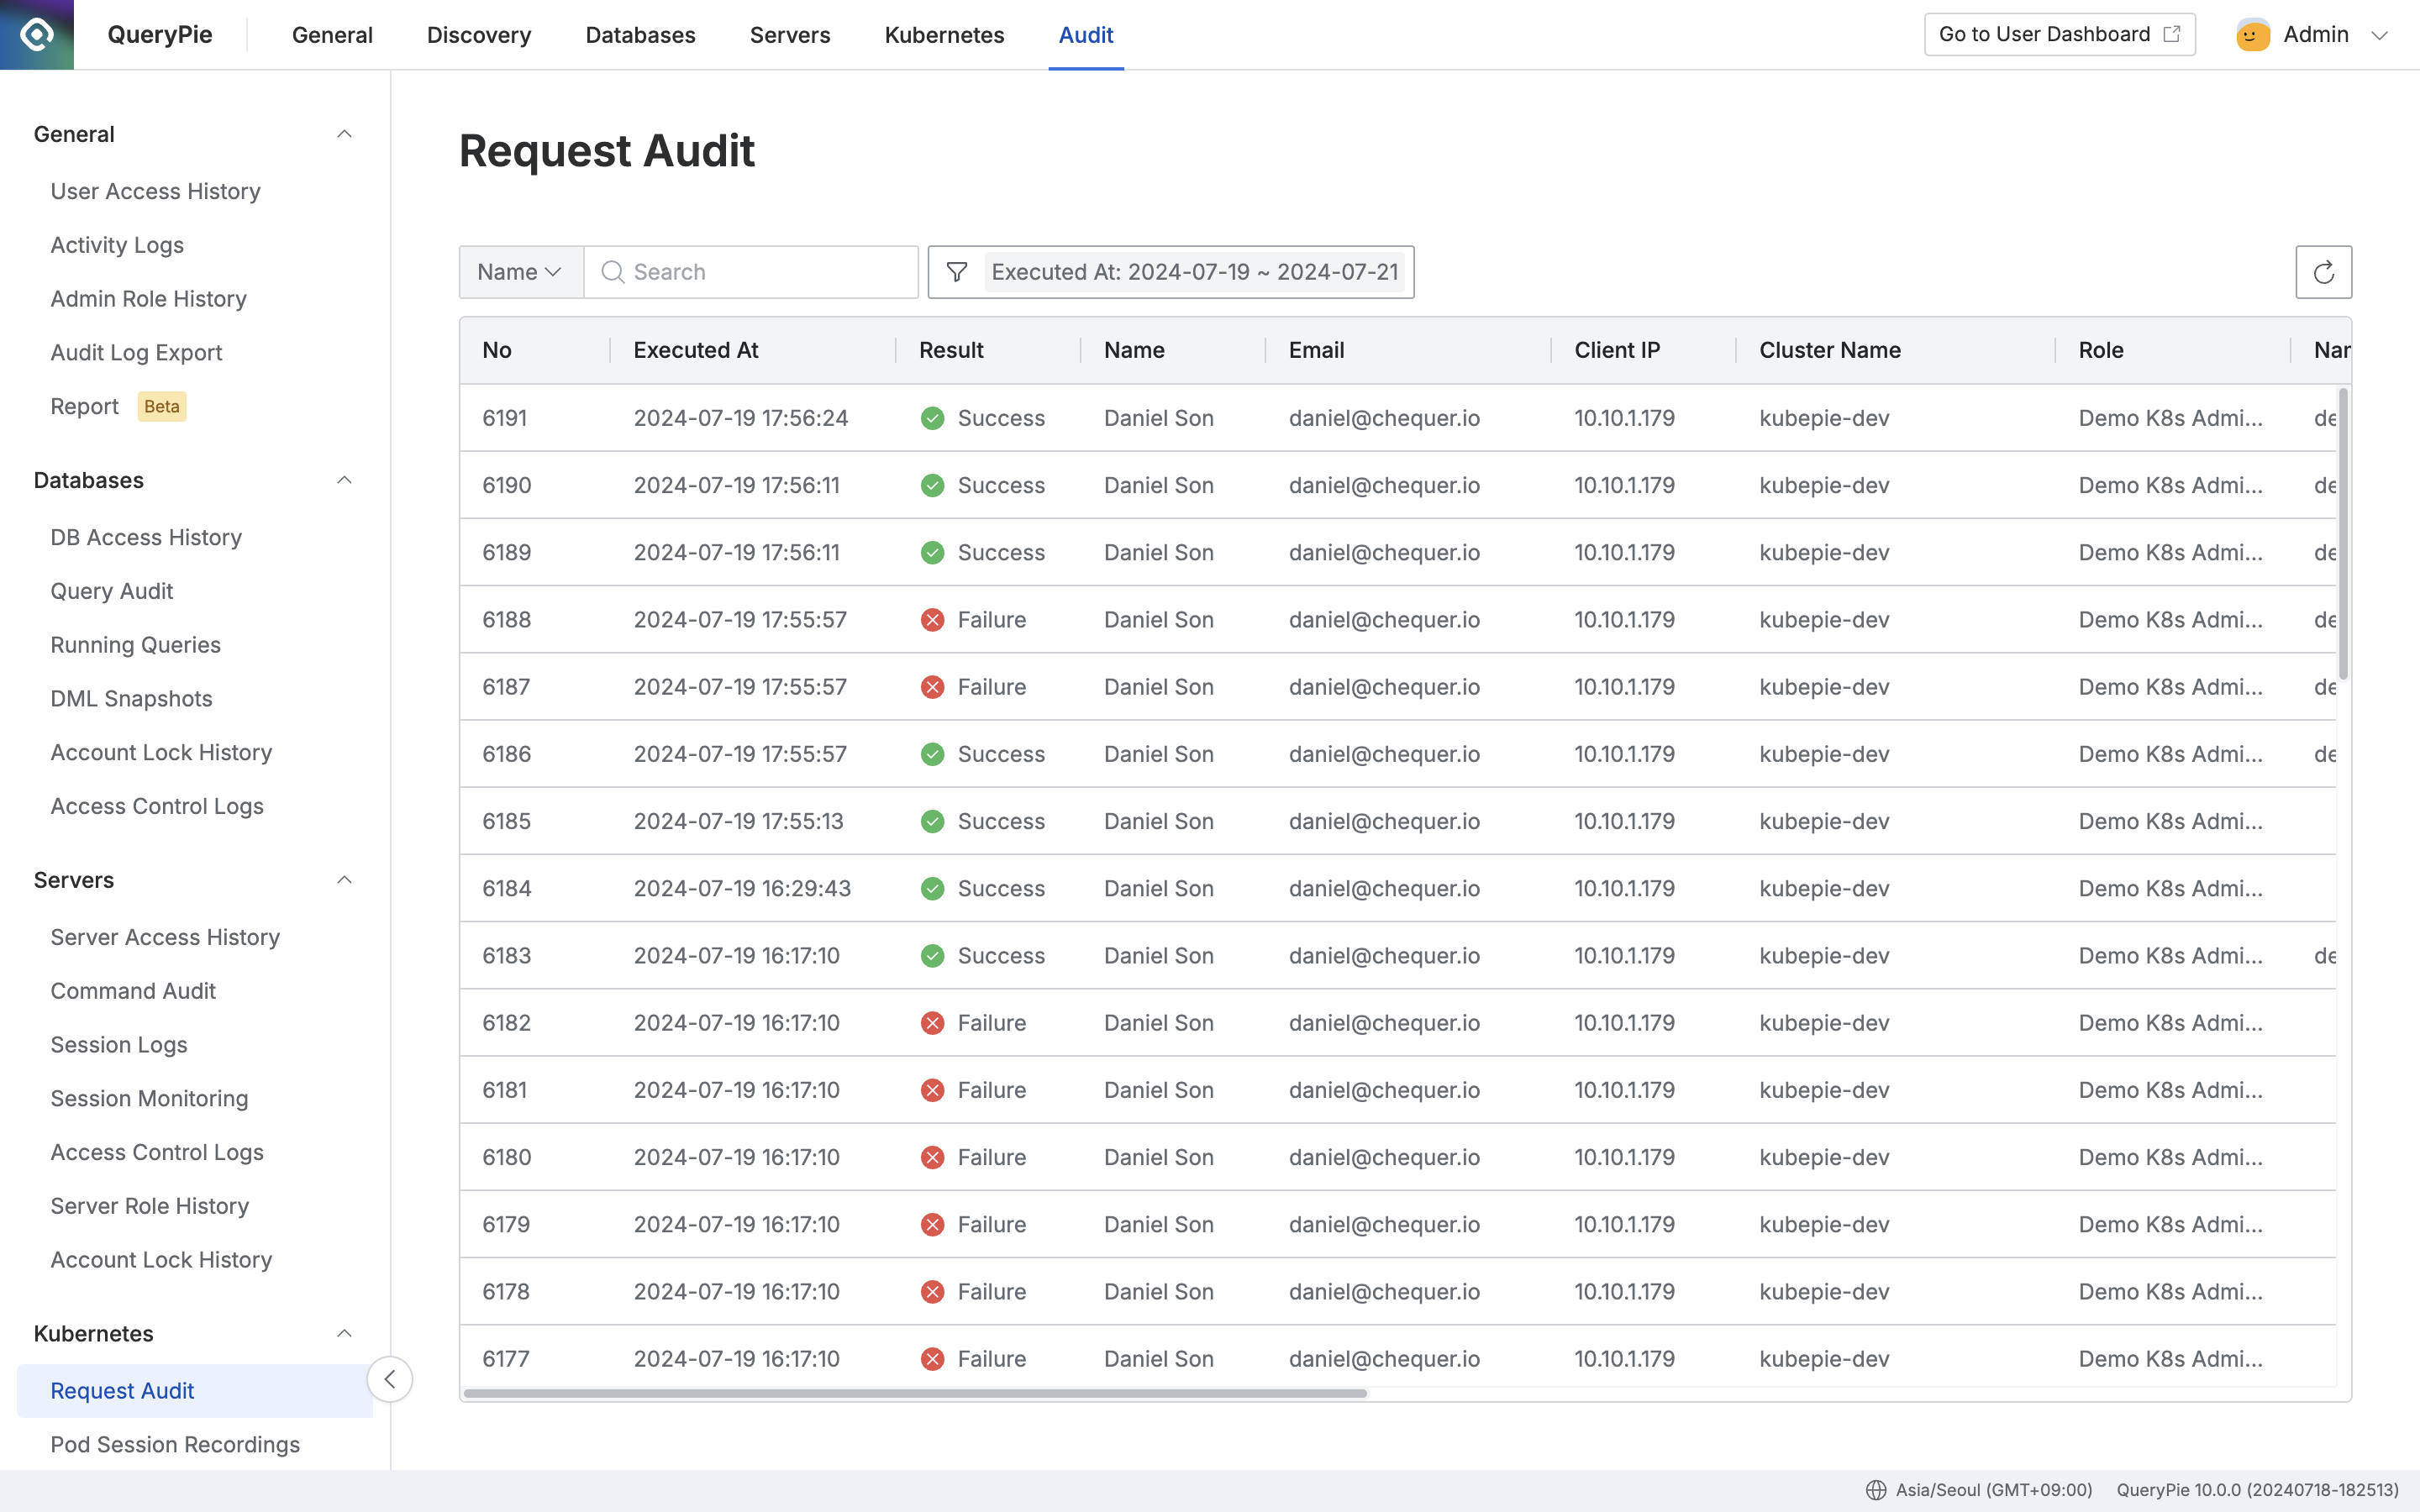 QueryPie General Discovery Databases Servers Kubernetes Audit Go to User Dashboard Admin
General
User Access History
Activity Logs
Admin Role History
Audit Log Export
Report Beta
Databases
DB Access History
Query Audit
Running Queries
DML Snapshots
Account Lock History
Access Control Logs
Servers
Server Access History
Command Audit
Session Logs
Session Monitoring
Access Control Logs
Server Role History
Account Lock History
Kubernetes
Request Audit
Pod Session Recordings
Request Audit
Name Search Executed At: 2024-07-19 ~ 2024-07-21
No Executed At Result Name Email Client IP Cluster Name Role
6191 2024-07-19 17:56:24 Success Daniel Son daniel@chequer.io 10.10.1.179 kubepie-dev Demo K8s Admi... de
6190 2024-07-19 17:56:11 Success Daniel Son daniel@chequer.io 10.10.1.179 kubepie-dev Demo K8s Admi... de
6189 2024-07-19 17:56:11 Success Daniel Son daniel@chequer.io 10.10.1.179 kubepie-dev Demo K8s Admi... de
6188 2024-07-19 17:55:57 Failure Daniel Son daniel@chequer.io 10.10.1.179 kubepie-dev Demo K8s Admi... de
6187 2024-07-19 17:55:57 Failure Daniel Son daniel@chequer.io 10.10.1.179 kubepie-dev Demo K8s Admi... de
6186 2024-07-19 17:55:57 Success Daniel Son daniel@chequer.io 10.10.1.179 kubepie-dev Demo K8s Admi... de
6185 2024-07-19 17:55:13 Success Daniel Son daniel@chequer.io 10.10.1.179 kubepie-dev Demo K8s Admi...
6184 2024-07-19 16:29:43 Success Daniel Son daniel@chequer.io 10.10.1.179 kubepie-dev Demo K8s Admi...
6183 2024-07-19 16:17:10 Success Daniel Son daniel@chequer.io 10.10.1.179 kubepie-dev Demo K8s Admi... de
6182 2024-07-19 16:17:10 Failure Daniel Son daniel@chequer.io 10.10.1.179 kubepie-dev Demo K8s Admi...
6181 2024-07-19 16:17:10 Failure Daniel Son daniel@chequer.io 10.10.1.179 kubepie-dev Demo K8s Admi...
6180 2024-07-19 16:17:10 Failure Daniel Son daniel@chequer.io 10.10.1.179 kubepie-dev Demo K8s Admi...
6179 2024-07-19 16:17:10 Failure Daniel Son daniel@chequer.io 10.10.1.179 kubepie-dev Demo K8s Admi...
6178 2024-07-19 16:17:10 Failure Daniel Son daniel@chequer.io 10.10.1.179 kubepie-dev Demo K8s Admi...
6177 2024-07-19 16:17:10 Failure Daniel Son daniel@chequer.io 10.10.1.179 kubepie-dev Demo K8s Admi...
Asia/Seoul (GMT+09:00) QueryPie 10.0.0 (20240718-182513)